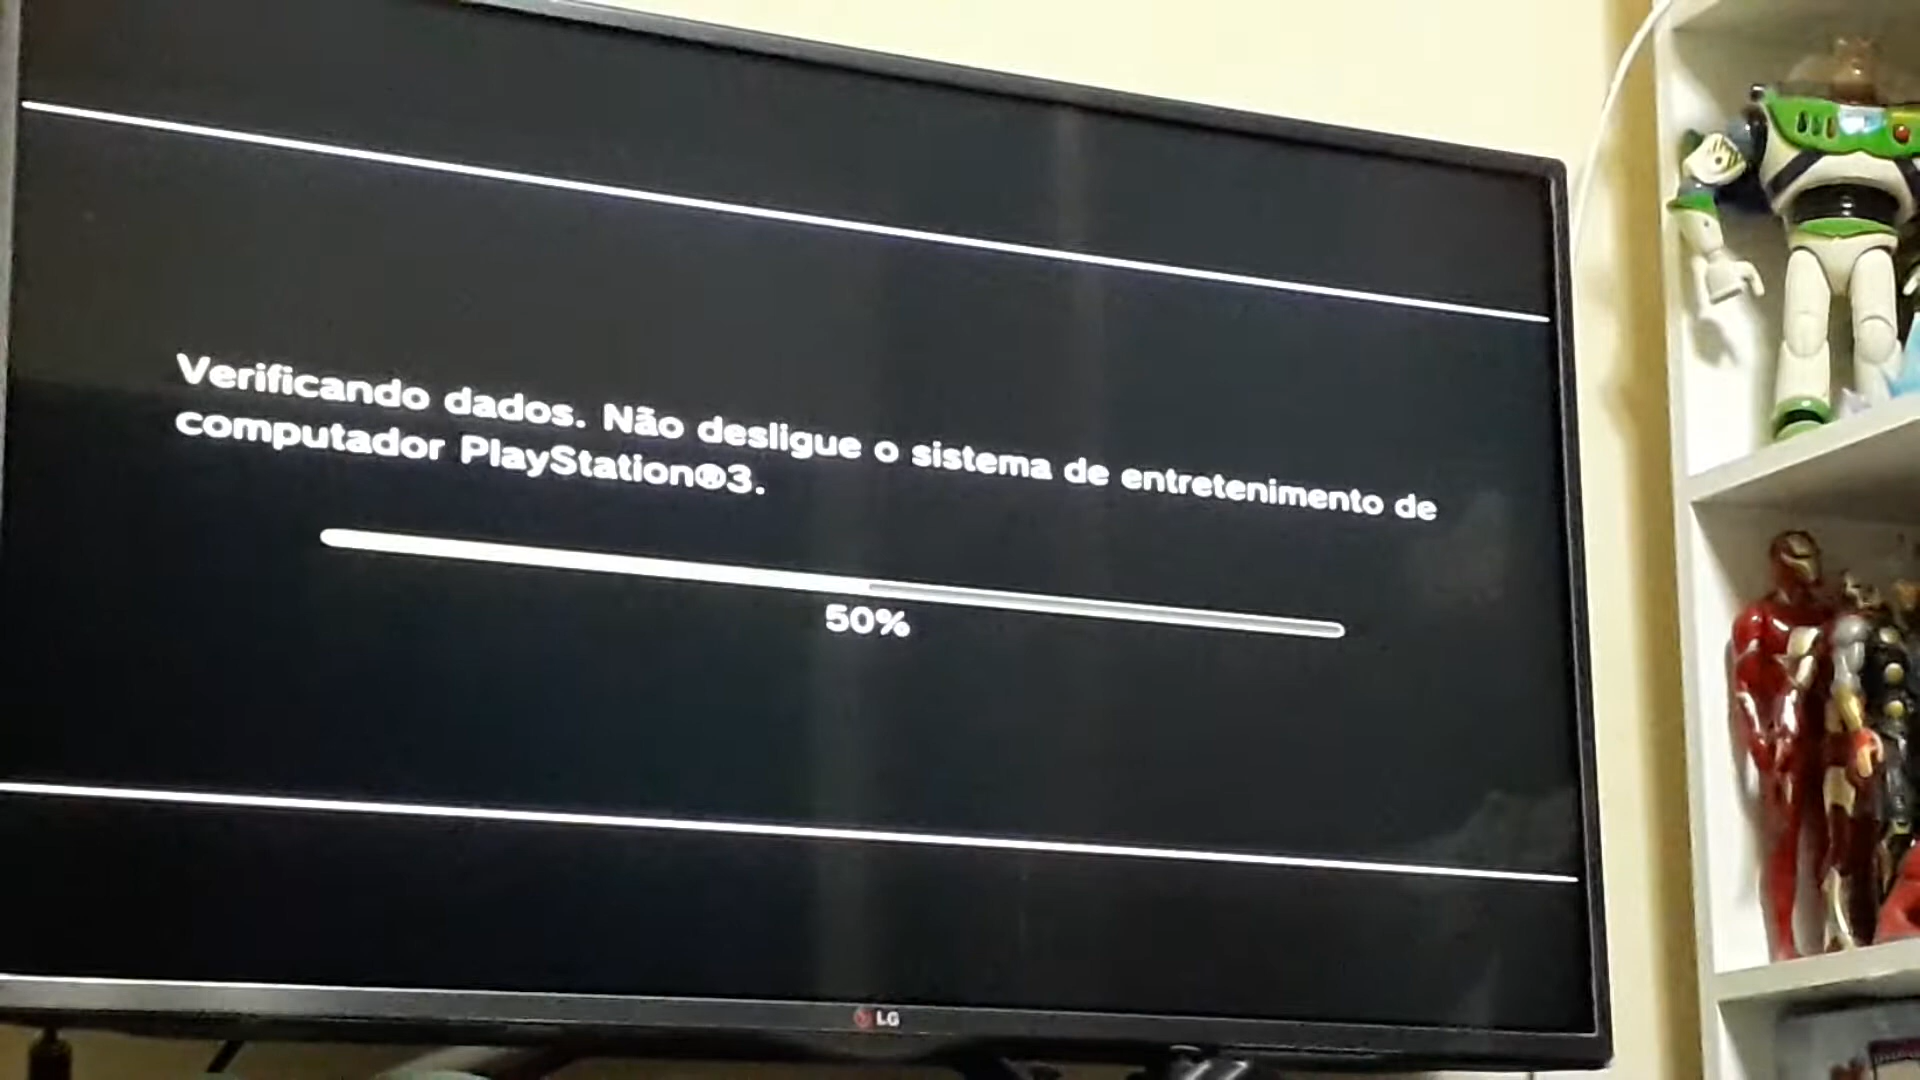 Verificando dados. Não desligue o sistema de entretenimento de
computador PlayStation®3.
50%
LG